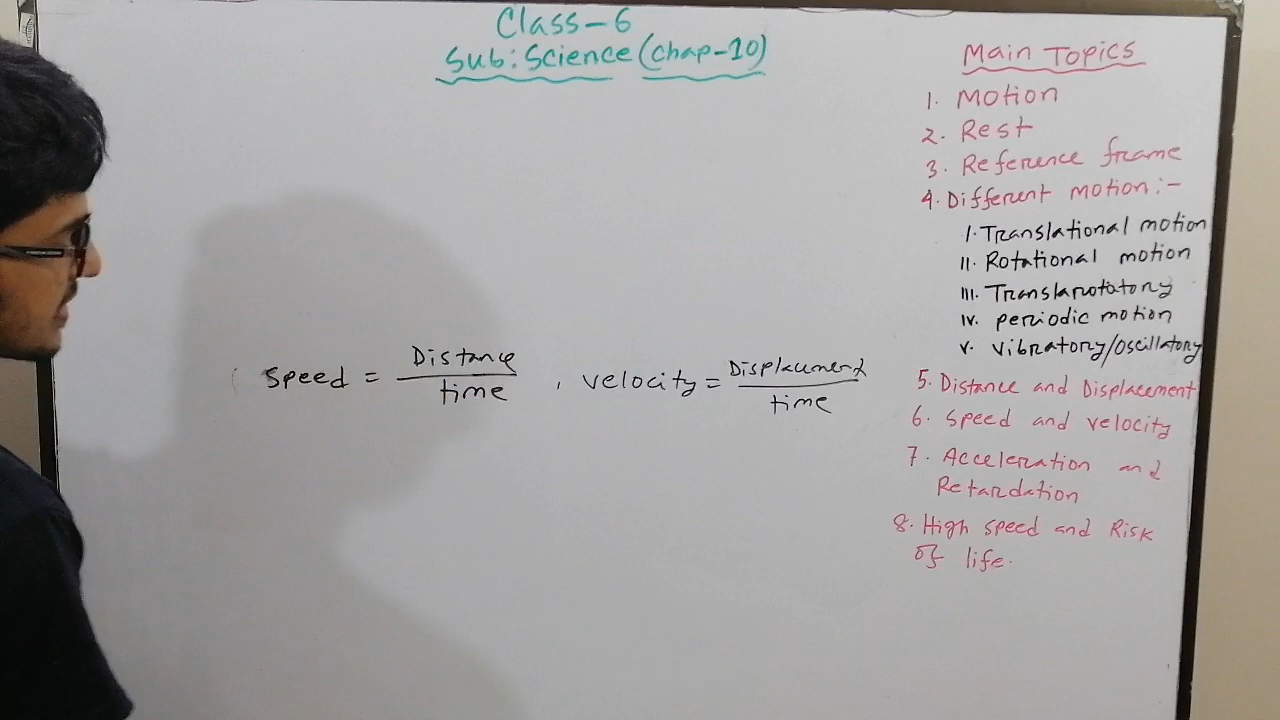 Class-6
Sub: Science (chap-10)
Speed = Distance / time , velocity = Displacement / time
Main Topics
1. Motion
2. Rest
3. Reference frame
4. Different motion:-
I. Translational motion
II. Rotational motion
III. Translarotatory
IV. periodic motion
V. vibratory/oscillatory
5. Distance and Displacement
6. Speed and velocity
7. Acceleration and
Retardation
8. High speed and Risk
of life.